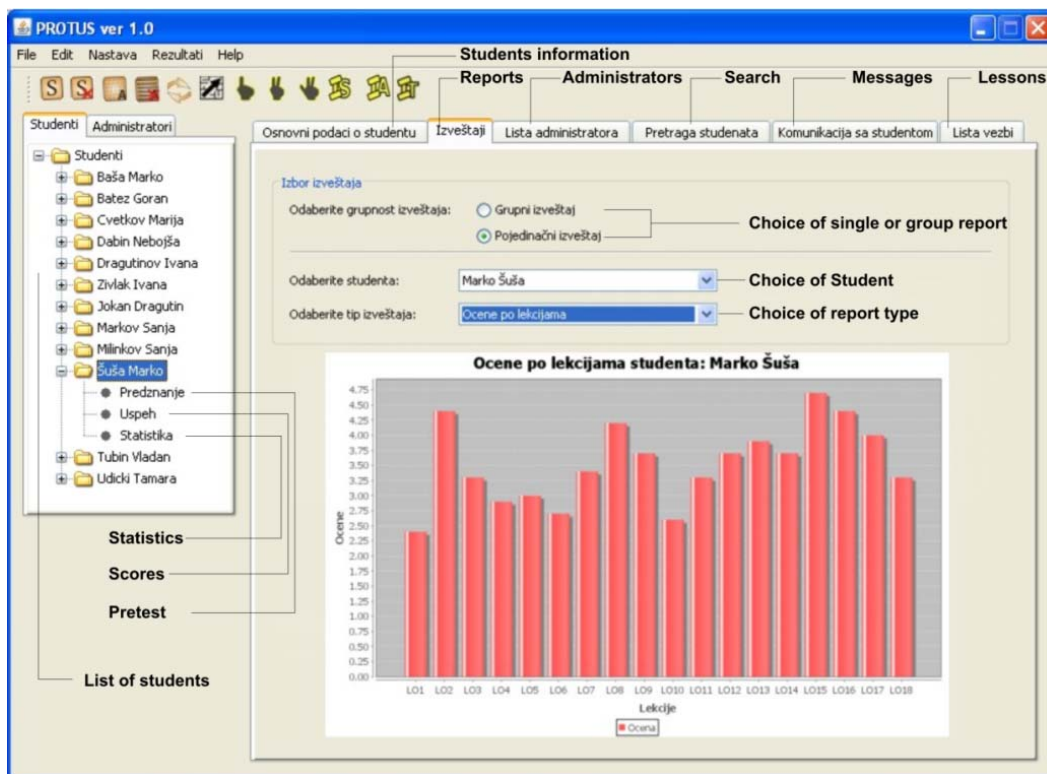 PROTUS ver 1.0
File Edit Nastava Rezultati Help
Students information
Reports Administrators Search Messages Lessons
Studenti Administratori
Osnovni podaci o studentu Izveštaji Lista administratora Pretraga studenata Komunikacija sa studentom Lista vezbi
Studenti
Baša Marko
Batez Goran
Cvetkov Marija
Dabin Nebojša
Dragutinov Ivana
Zivlak Ivana
Jokan Dragutin
Markov Sanja
Milinkov Sanja
Šuša Marko
Predznanje
Uspeh
Statistika
Tubin Vladan
Udicki Tamara
Statistics
Scores
Pretest
List of students
Izbor izveštaja
Odaberite grupnost izveštaja: Grupni izveštaj
Pojedinačni izveštaj
Choice of single or group report
Odaberite studenta: Marko Šuša Choice of Student
Odaberite tip izveštaja: Ocene po lekcijama Choice of report type
Ocene po lekcijama studenta: Marko Šuša
4.75
4.50
4.25
4.00
3.75
3.50
3.25
3.00
2.75
2.50
2.25
2.00
1.75
1.50
1.25
1.00
0.75
0.50
0.25
0.00
Ocene
LO1 LO2 LO3 LO4 LO5 LO6 LO7 LO8 LO9 LO10 LO11 LO12 LO13 LO14 LO15 LO16 LO17 LO18
Lekcije
Ocena